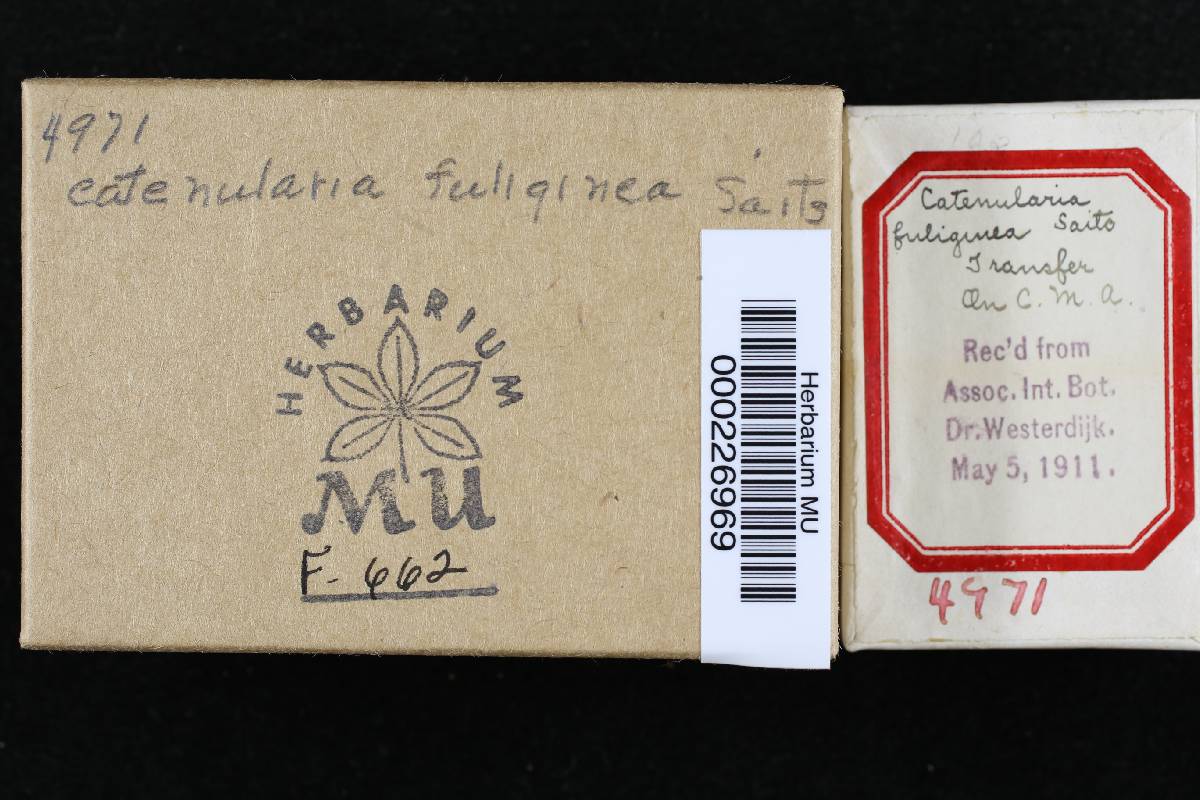 4971
catenularia fuliginea Saito
HERBARIUM
MU
F-662
Herbarium MU
000226969
Catenularia
fuliginea Saito
Transfer
On C. M. A.
Rec'd from
Assoc. Int. Bot.
Dr. Westerdijk.
May 5, 1911.
4971